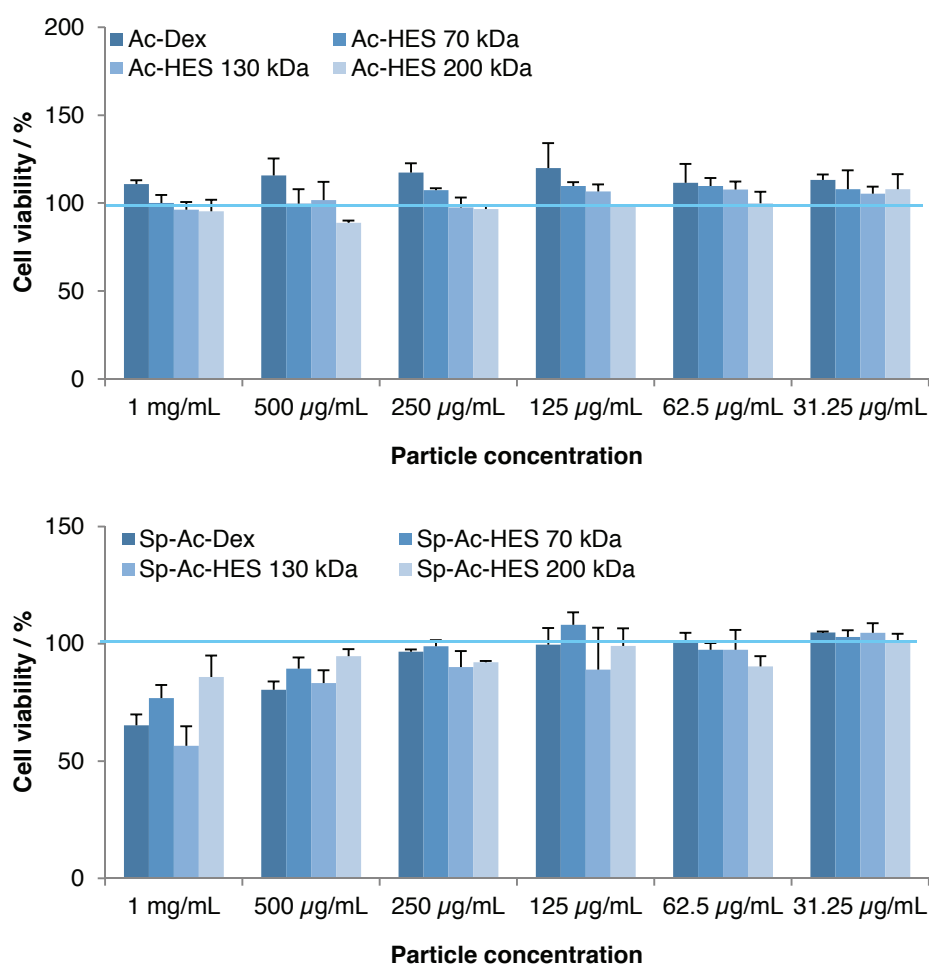 200
Ac-Dex
Ac-HES 70 kDa
Ac-HES 130 kDa
Ac-HES 200 kDa
150
100
50
0
Cell viability / %
1 mg/mL
500 µg/mL
250 µg/mL
125 µg/mL
62.5 µg/mL
31.25 µg/mL
Particle concentration
150
Sp-Ac-Dex
Sp-Ac-HES 70 kDa
Sp-Ac-HES 130 kDa
Sp-Ac-HES 200 kDa
100
50
0
Cell viability / %
1 mg/mL
500 µg/mL
250 µg/mL
125 µg/mL
62.5 µg/mL
31.25 µg/mL
Particle concentration